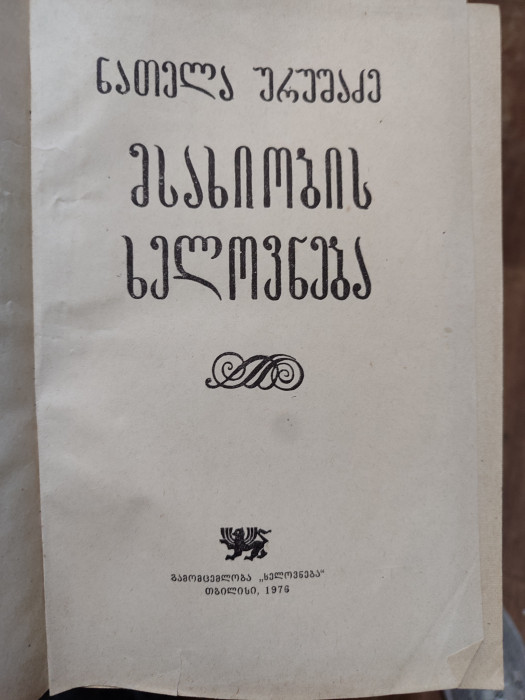 ნათელა ურუშაძე
მსახიობის
ხელოვნება
გამომცემლობა „ხელოვნება“
თბილისი, 1976